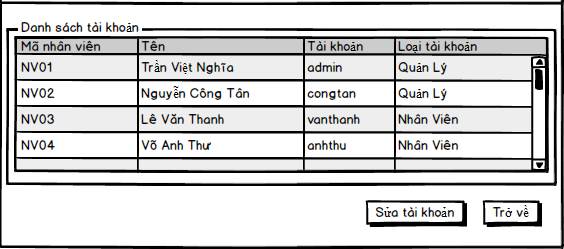 Danh sách tài khoản
Mã nhân viên Tên Tài khoản Loại tài khoản
NV01 Trần Việt Nghĩa admin Quản Lý
NV02 Nguyễn Công Tân congtan Quản Lý
NV03 Lê Văn Thanh vanthanh Nhân Viên
NV04 Võ Anh Thư anhthu Nhân Viên
Sửa tài khoản Trở về